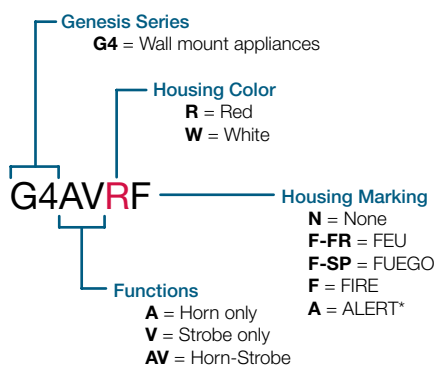 Genesis Series
G4 = Wall mount appliances
Housing Color
R = Red
W = White
G4AVRF
Housing Marking
N = None
F-FR = FEU
F-SP = FUEGO
F = FIRE
A = ALERT*
Functions
A = Horn only
V = Strobe only
AV = Horn-Strobe